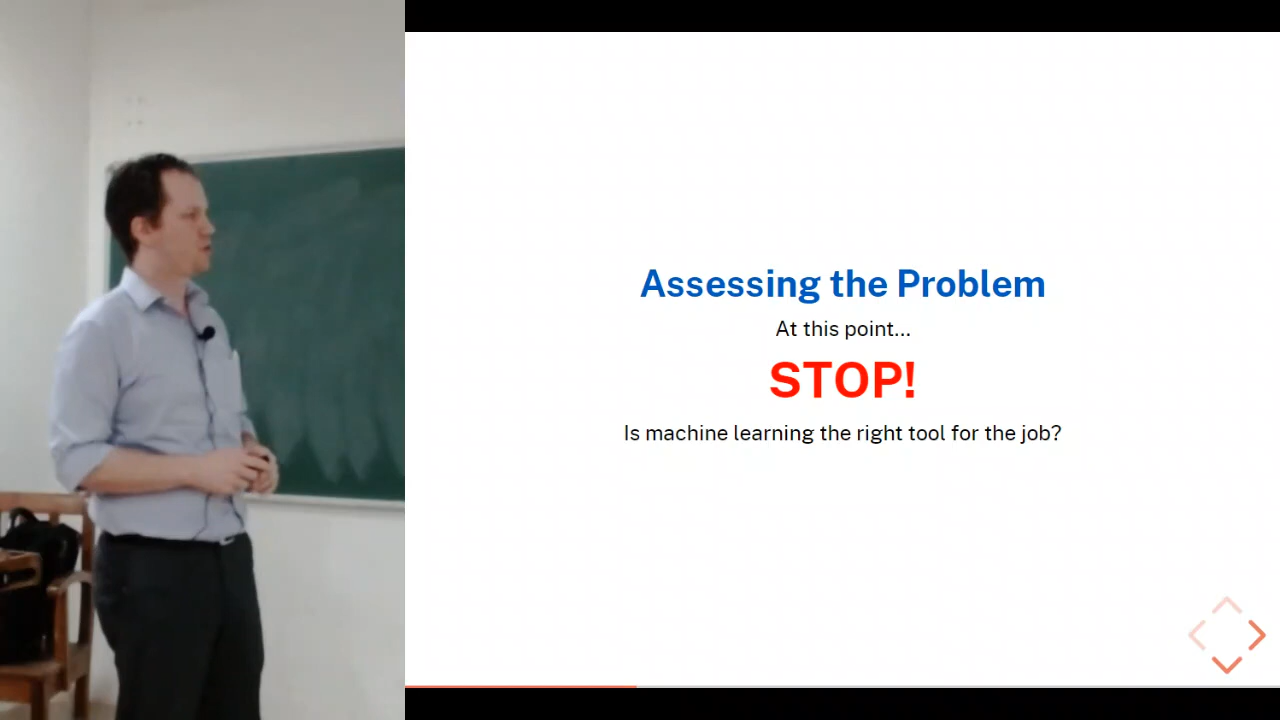 Assessing the Problem
At this point...
STOP!
Is machine learning the right tool for the job?